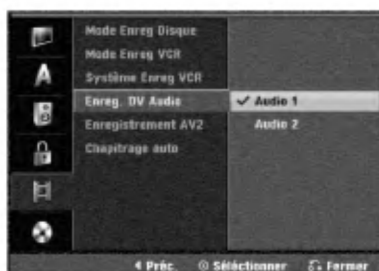 Mode Enreg Disque
Mode Enreg VCR
Système Enreg VCR
Enreg. DV Audio
✓ Audio 1
Enregistrement AV2
Audio 2
Chapitrage auto
Préc.
Séléctionner
Fermer